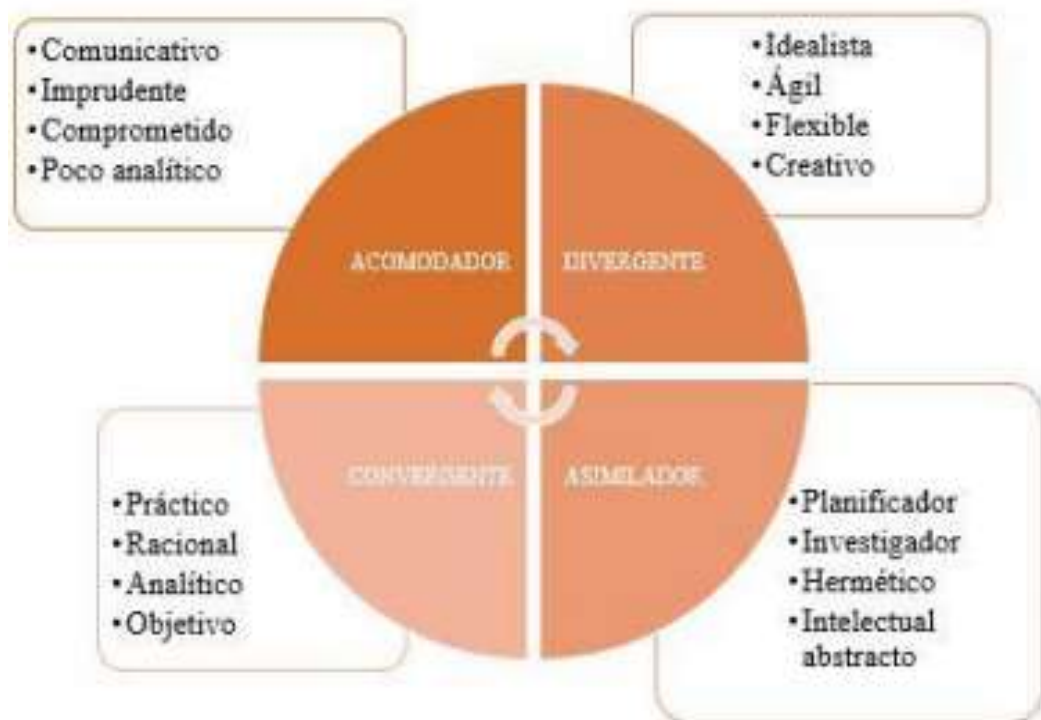 •Comunicativo
•Imprudente
•Comprometido
•Poco analítico
•Idealista
•Ágil
•Flexible
•Creativo
ACOMODADOR
DIVERGENTE
CONVERGENTE
ASIMILADOR
•Práctico
•Racional
•Analítico
•Objetivo
•Planificador
•Investigador
•Hermético
•Intelectual
abstracto